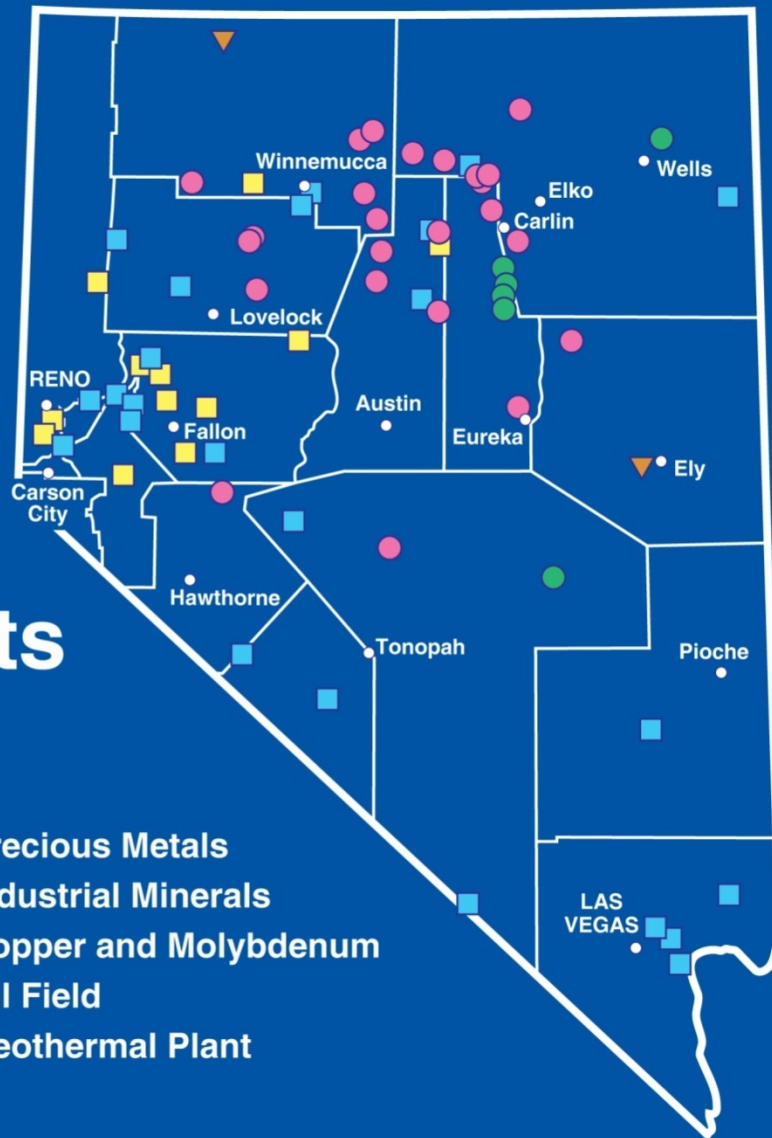 Winnemucca
Wells
Elko
Carlin
Lovelock
RENO
Austin
Fallon
Eureka
Ely
Carson
City
Hawthorne
ts
Tonopah
Pioche
recious Metals
dustrial Minerals
LAS
VEGAS
opper and Molybdenum
l Field
eothermal Plant